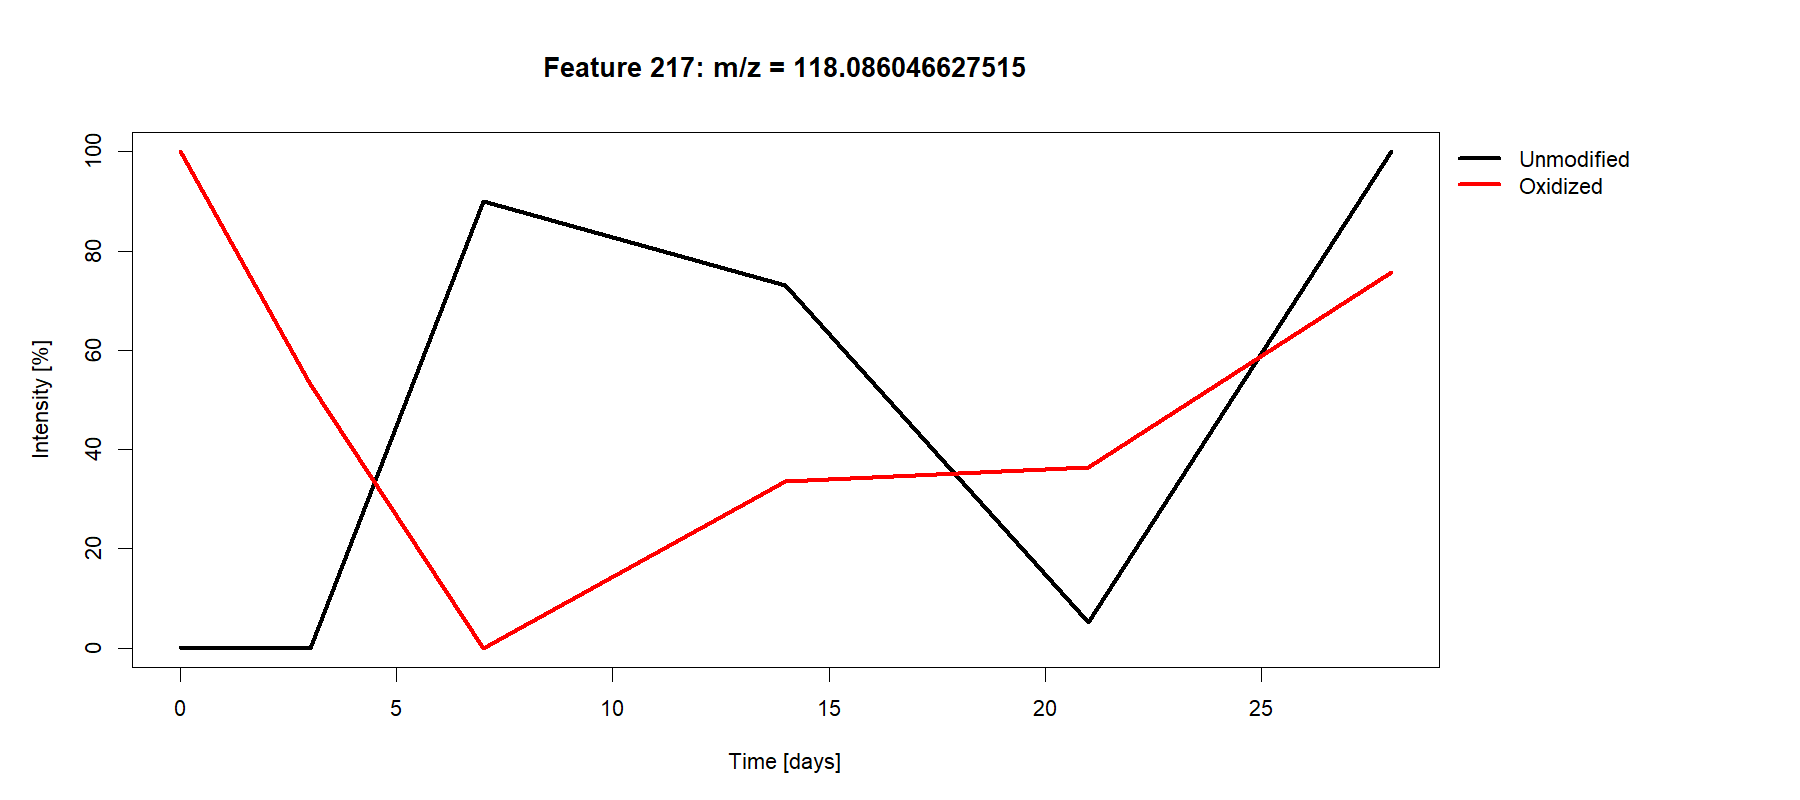 Feature 217: m/z = 118.086046627515
Unmodified
Oxidized
100
80
60
40
20
0
Intensity [%]
0 5 10 15 20 25
Time [days]